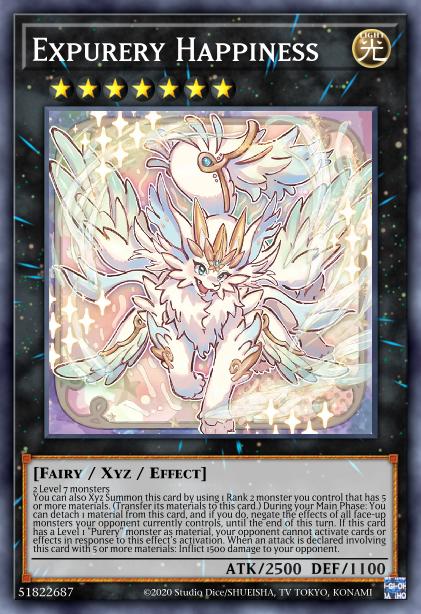 EXPURERY HAPPINESS
LIGHT
光
[FAIRY / XYZ / EFFECT]
2 Level 7 monsters
You can also Xyz Summon this card by using 1 Rank 2 monster you control that has 5
or more materials. (Transfer its materials to this card.) During your Main Phase: You
can detach 1 material from this card, and if you do, negate the effects of all face-up
monsters your opponent currently controls, until the end of this turn. If this card
has a Level 1 "Purery" monster as material, your opponent cannot activate cards or
effects in response to this effect's activation. When an attack is declared involving
this card with 5 or more materials: Inflict 1500 damage to your opponent.
ATK/2500 DEF/1100
51822687
©2020 Studio Dice/SHUEISHA, TV TOKYO, KONAMI